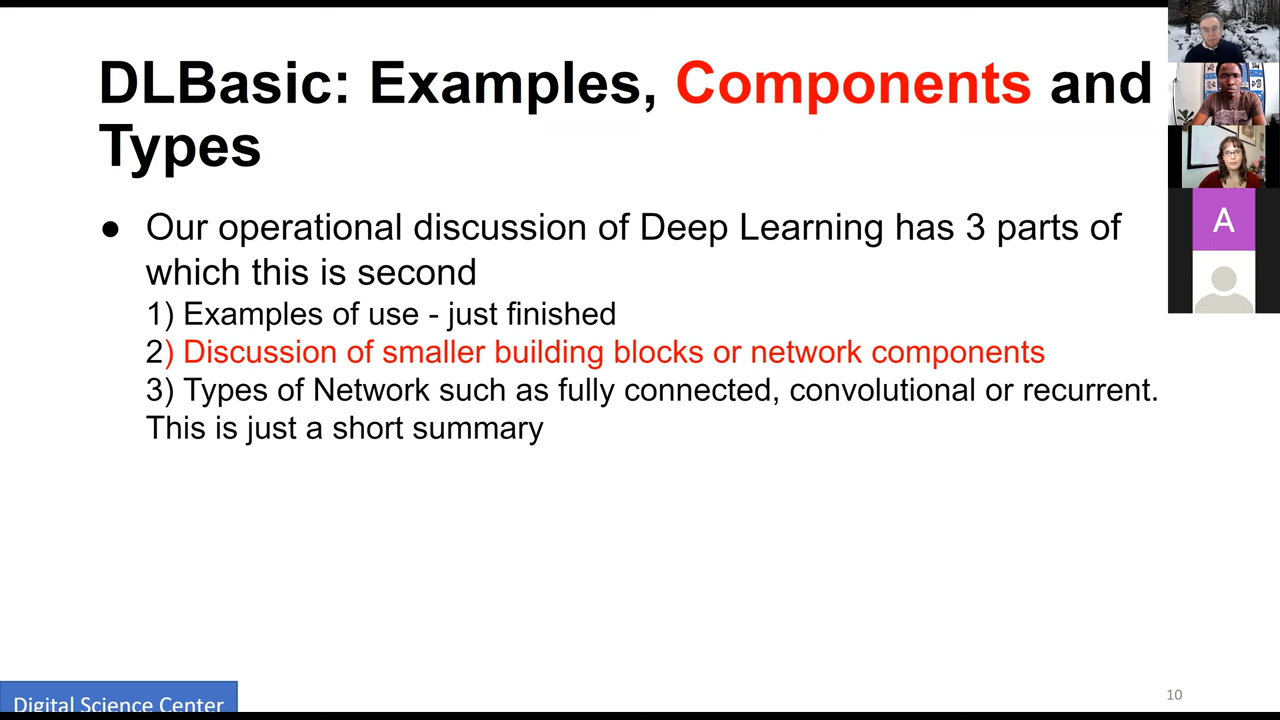 DLBasic: Examples, Components and
Types
● Our operational discussion of Deep Learning has 3 parts of
which this is second
1) Examples of use - just finished
2) Discussion of smaller building blocks or network components
3) Types of Network such as fully connected, convolutional or recurrent.
This is just a short summary
A
Digital Science Center
10